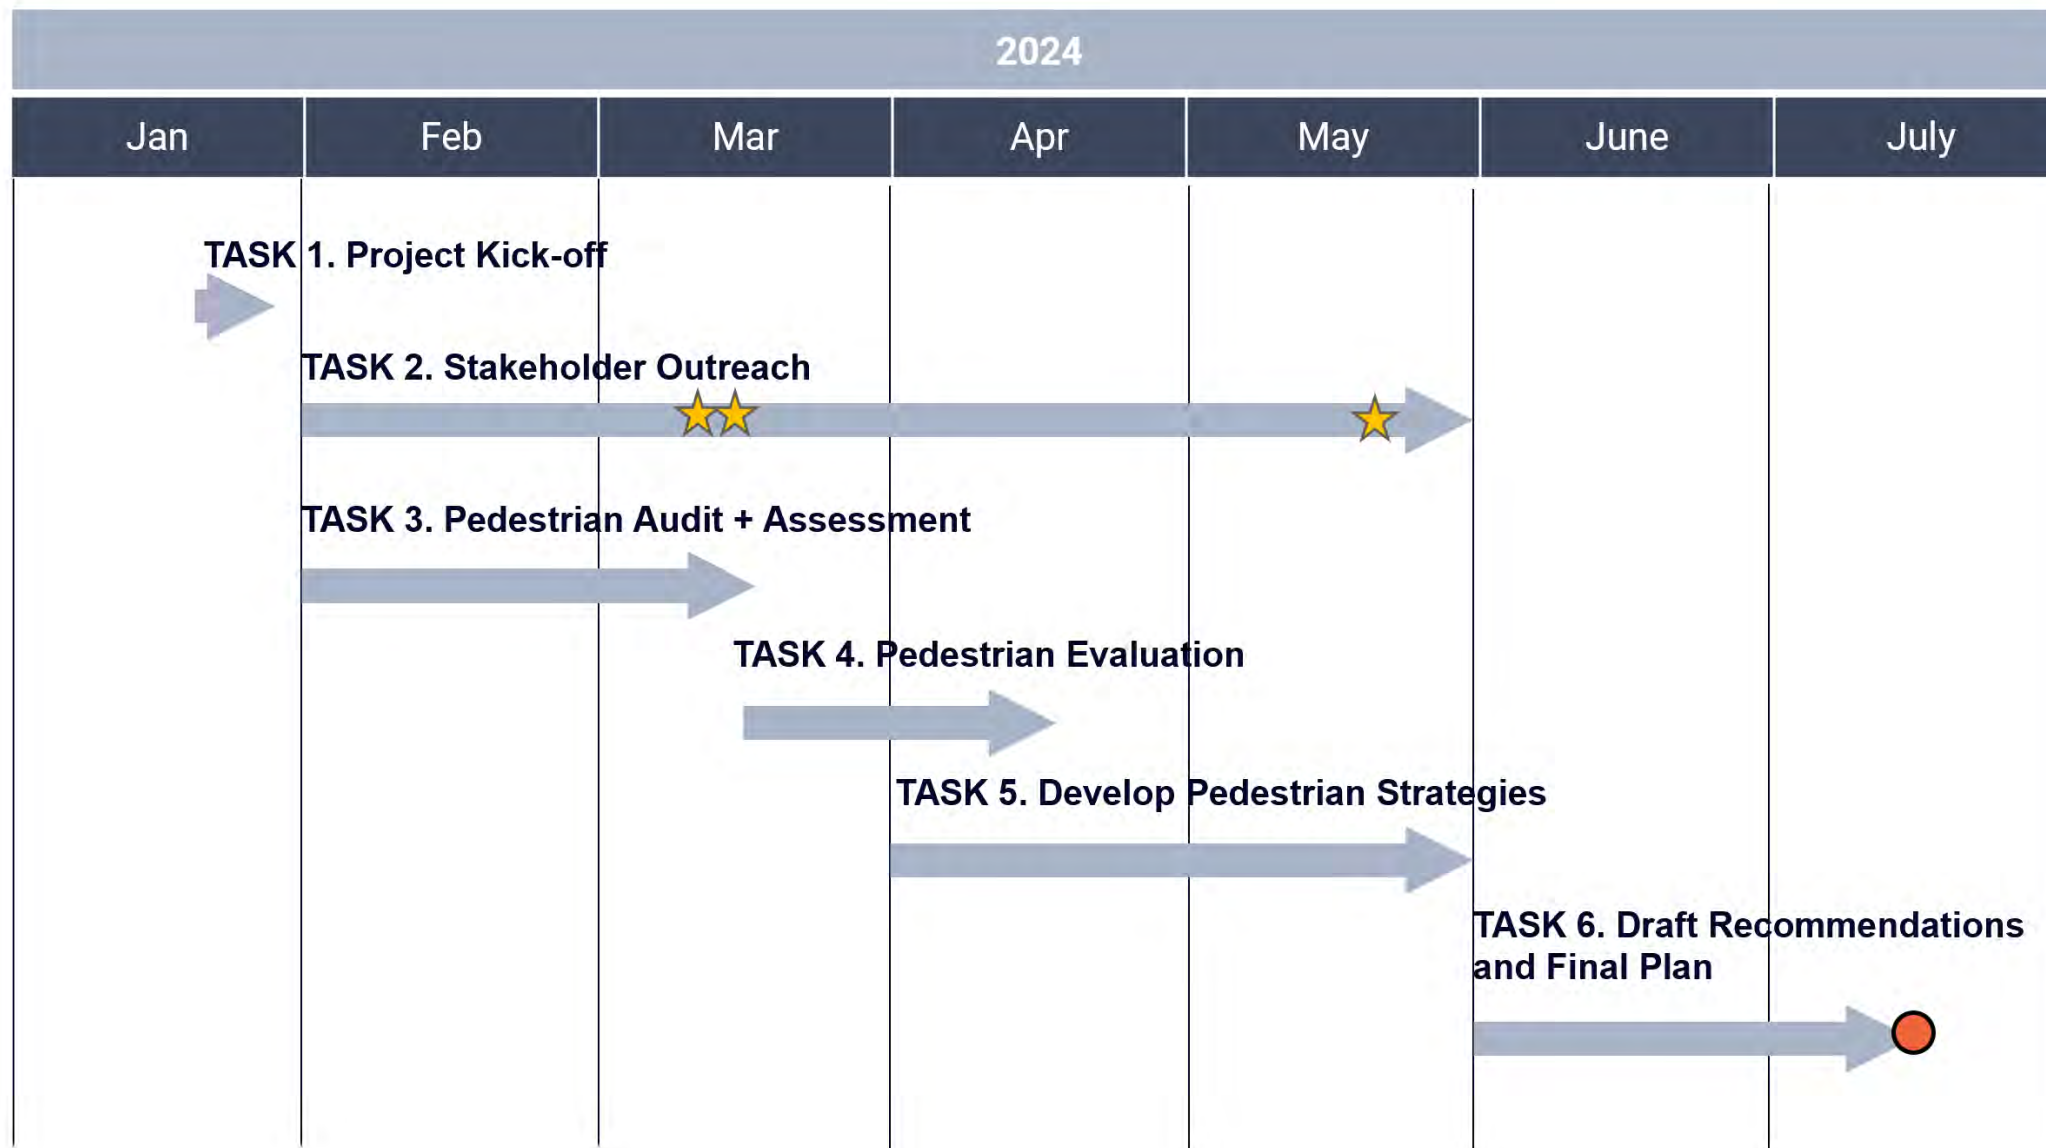 2024
Jan Feb Mar Apr May June July
TASK 1. Project Kick-off
TASK 2. Stakeholder Outreach
TASK 3. Pedestrian Audit + Assessment
TASK 4. Pedestrian Evaluation
TASK 5. Develop Pedestrian Strategies
TASK 6. Draft Recommendations
and Final Plan